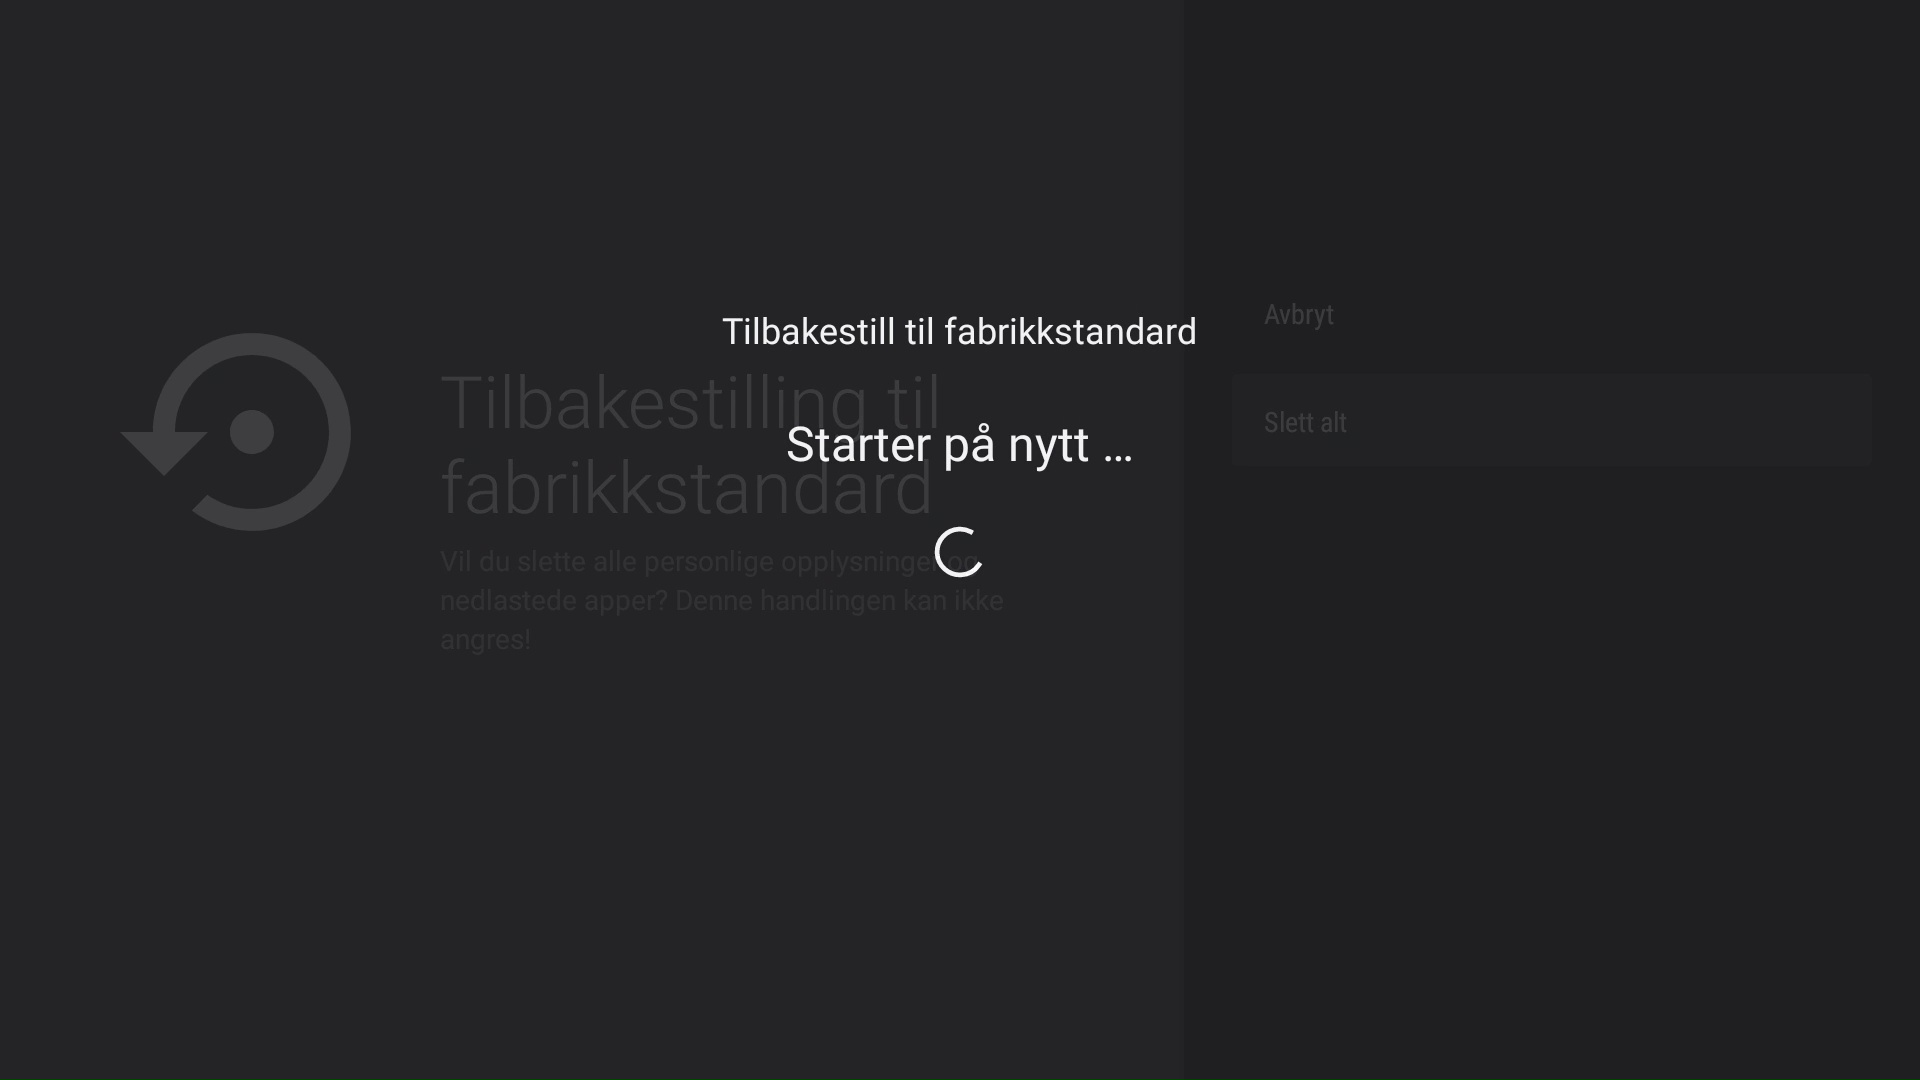 Tilbakestill til fabrikkstandard
Starter på nytt ...
Tilbakestilling til
fabrikkstandard
Vil du slette alle personlige opplysninger og
nedlastede apper? Denne handlingen kan ikke
angres!
Avbryt
Slett alt